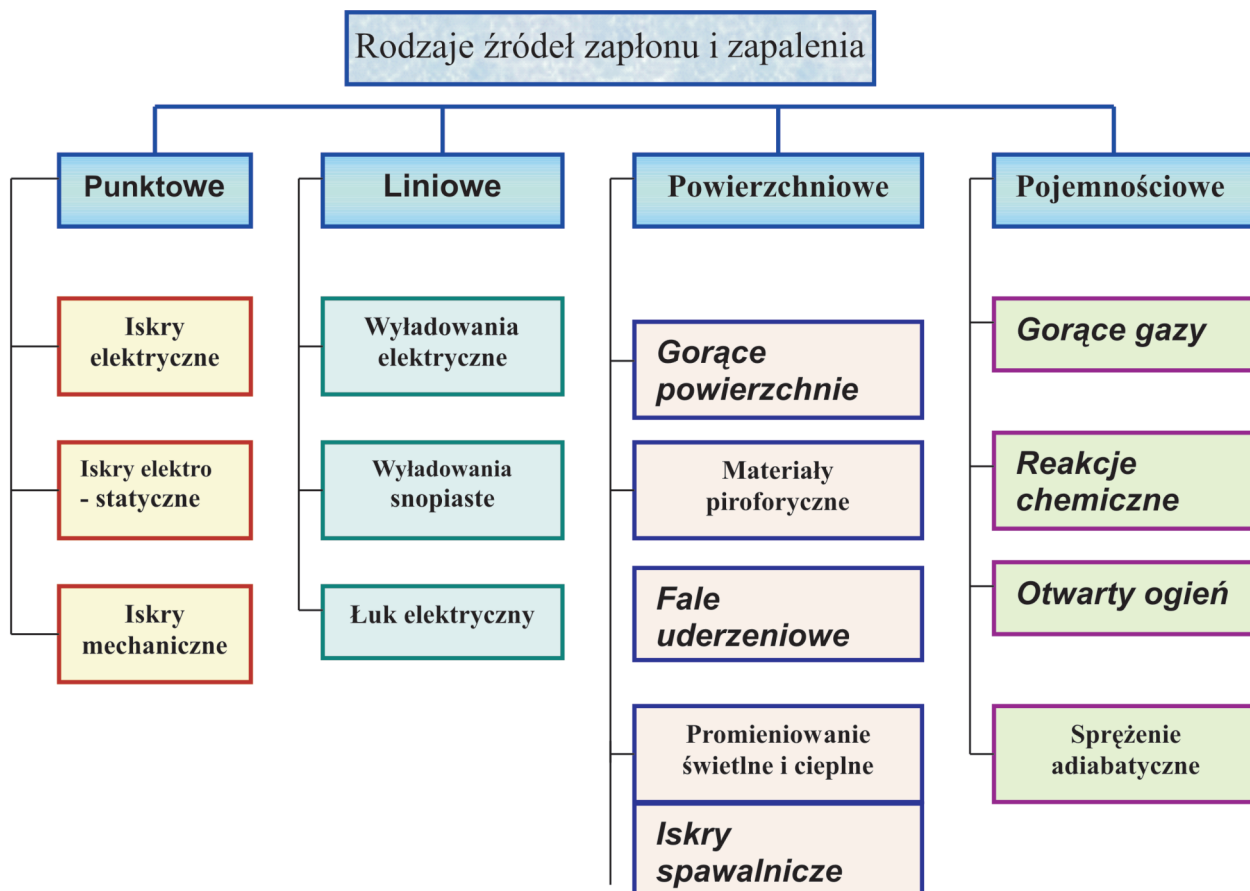 Rodzaje źródeł zapłonu i zapalenia
Punktowe
Iskry
elektryczne
Iskry elektro
- statyczne
Iskry
mechaniczne
Liniowe
Wyładowania
elektryczne
Wyładowania
snopiaste
Łuk elektryczny
Powierzchniowe
Gorące
powierzchnie
Materiały
piroforyczne
Fale
uderzeniowe
Promieniowanie
świetlne i cieplne
Iskry
spawalnicze
Pojemnościowe
Gorące gazy
Reakcje
chemiczne
Otwarty ogień
Sprężenie
adiabatyczne